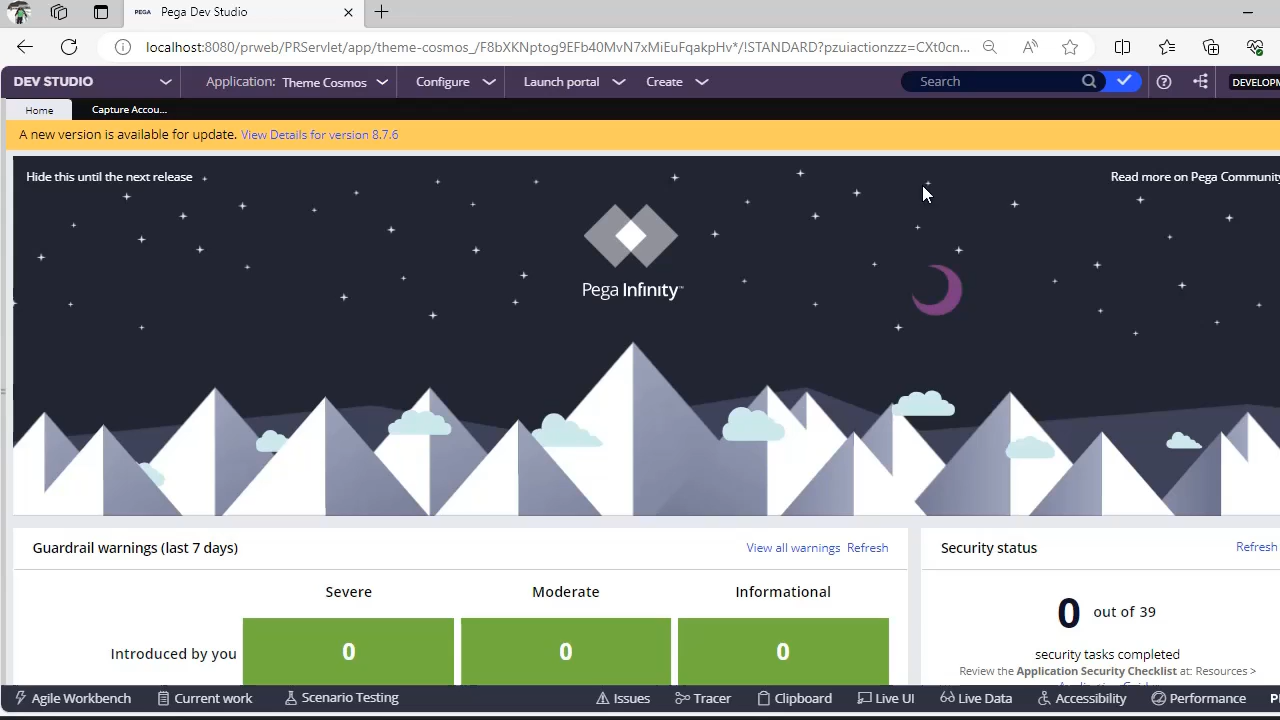 PEGA Pega Dev Studio
localhost:8080/prweb/PRServlet/app/theme-cosmos_/F8bXKNptog9EFb40MvN7xMiEuFqakpHv*/!STANDARD?pzuiactionzzz=CXt0cn...
DEV STUDIO Application: Theme Cosmos Configure Launch portal Create Search DEVELOPM
Home Capture Accou...
A new version is available for update. View Details for version 8.7.6
Hide this until the next release Read more on Pega Community
Pega Infinity™
Guardrail warnings (last 7 days) View all warnings Refresh Security status Refresh
Severe Moderate Informational
0 out of 39
Introduced by you 0 0 0
security tasks completed
Review the Application Security Checklist at: Resources >
Agile Workbench Current work Scenario Testing Issues Tracer Clipboard Live UI Live Data Accessibility Performance